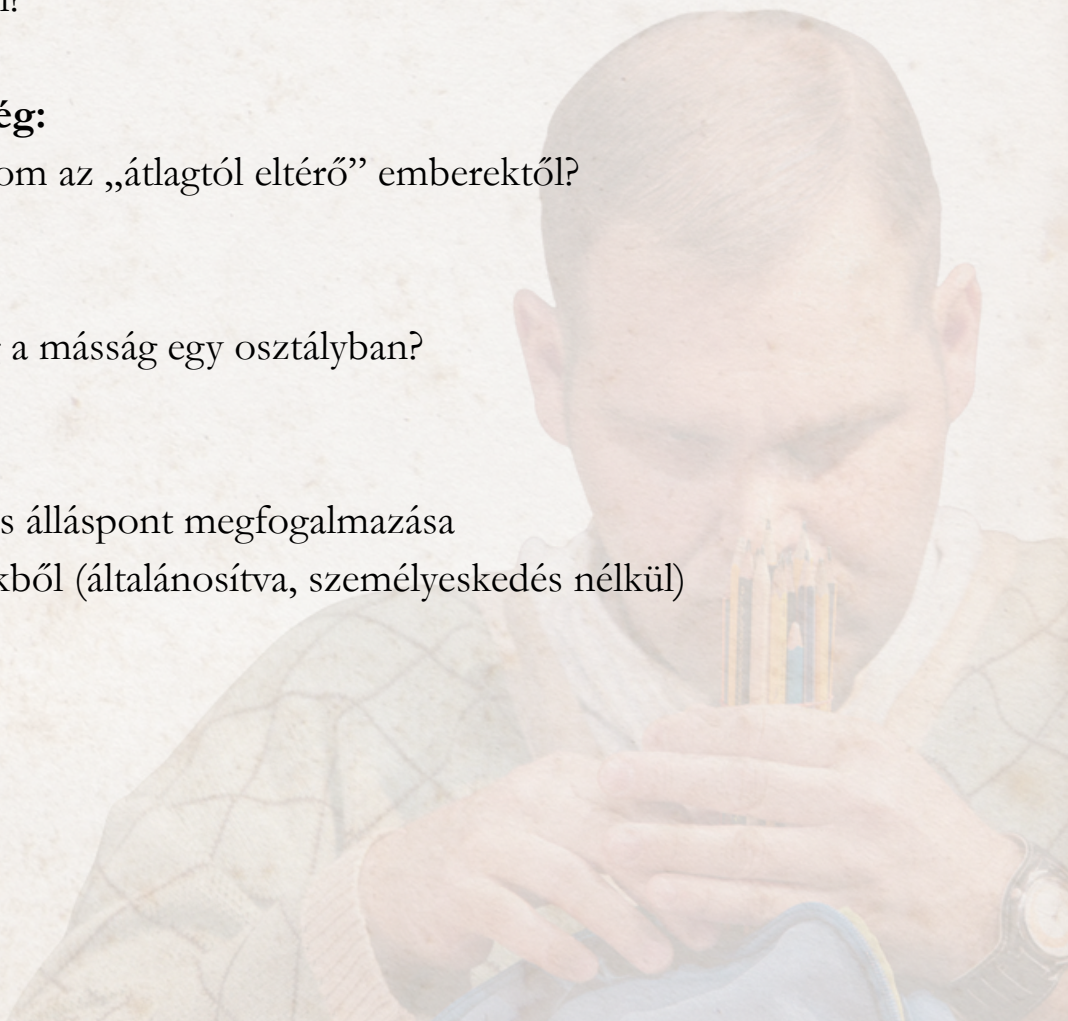 ég:
om az „átlagtól eltérő” emberektől?
a másság egy osztályban?
s álláspont megfogalmazása
kből (általánosítva, személyeskedés nélkül)